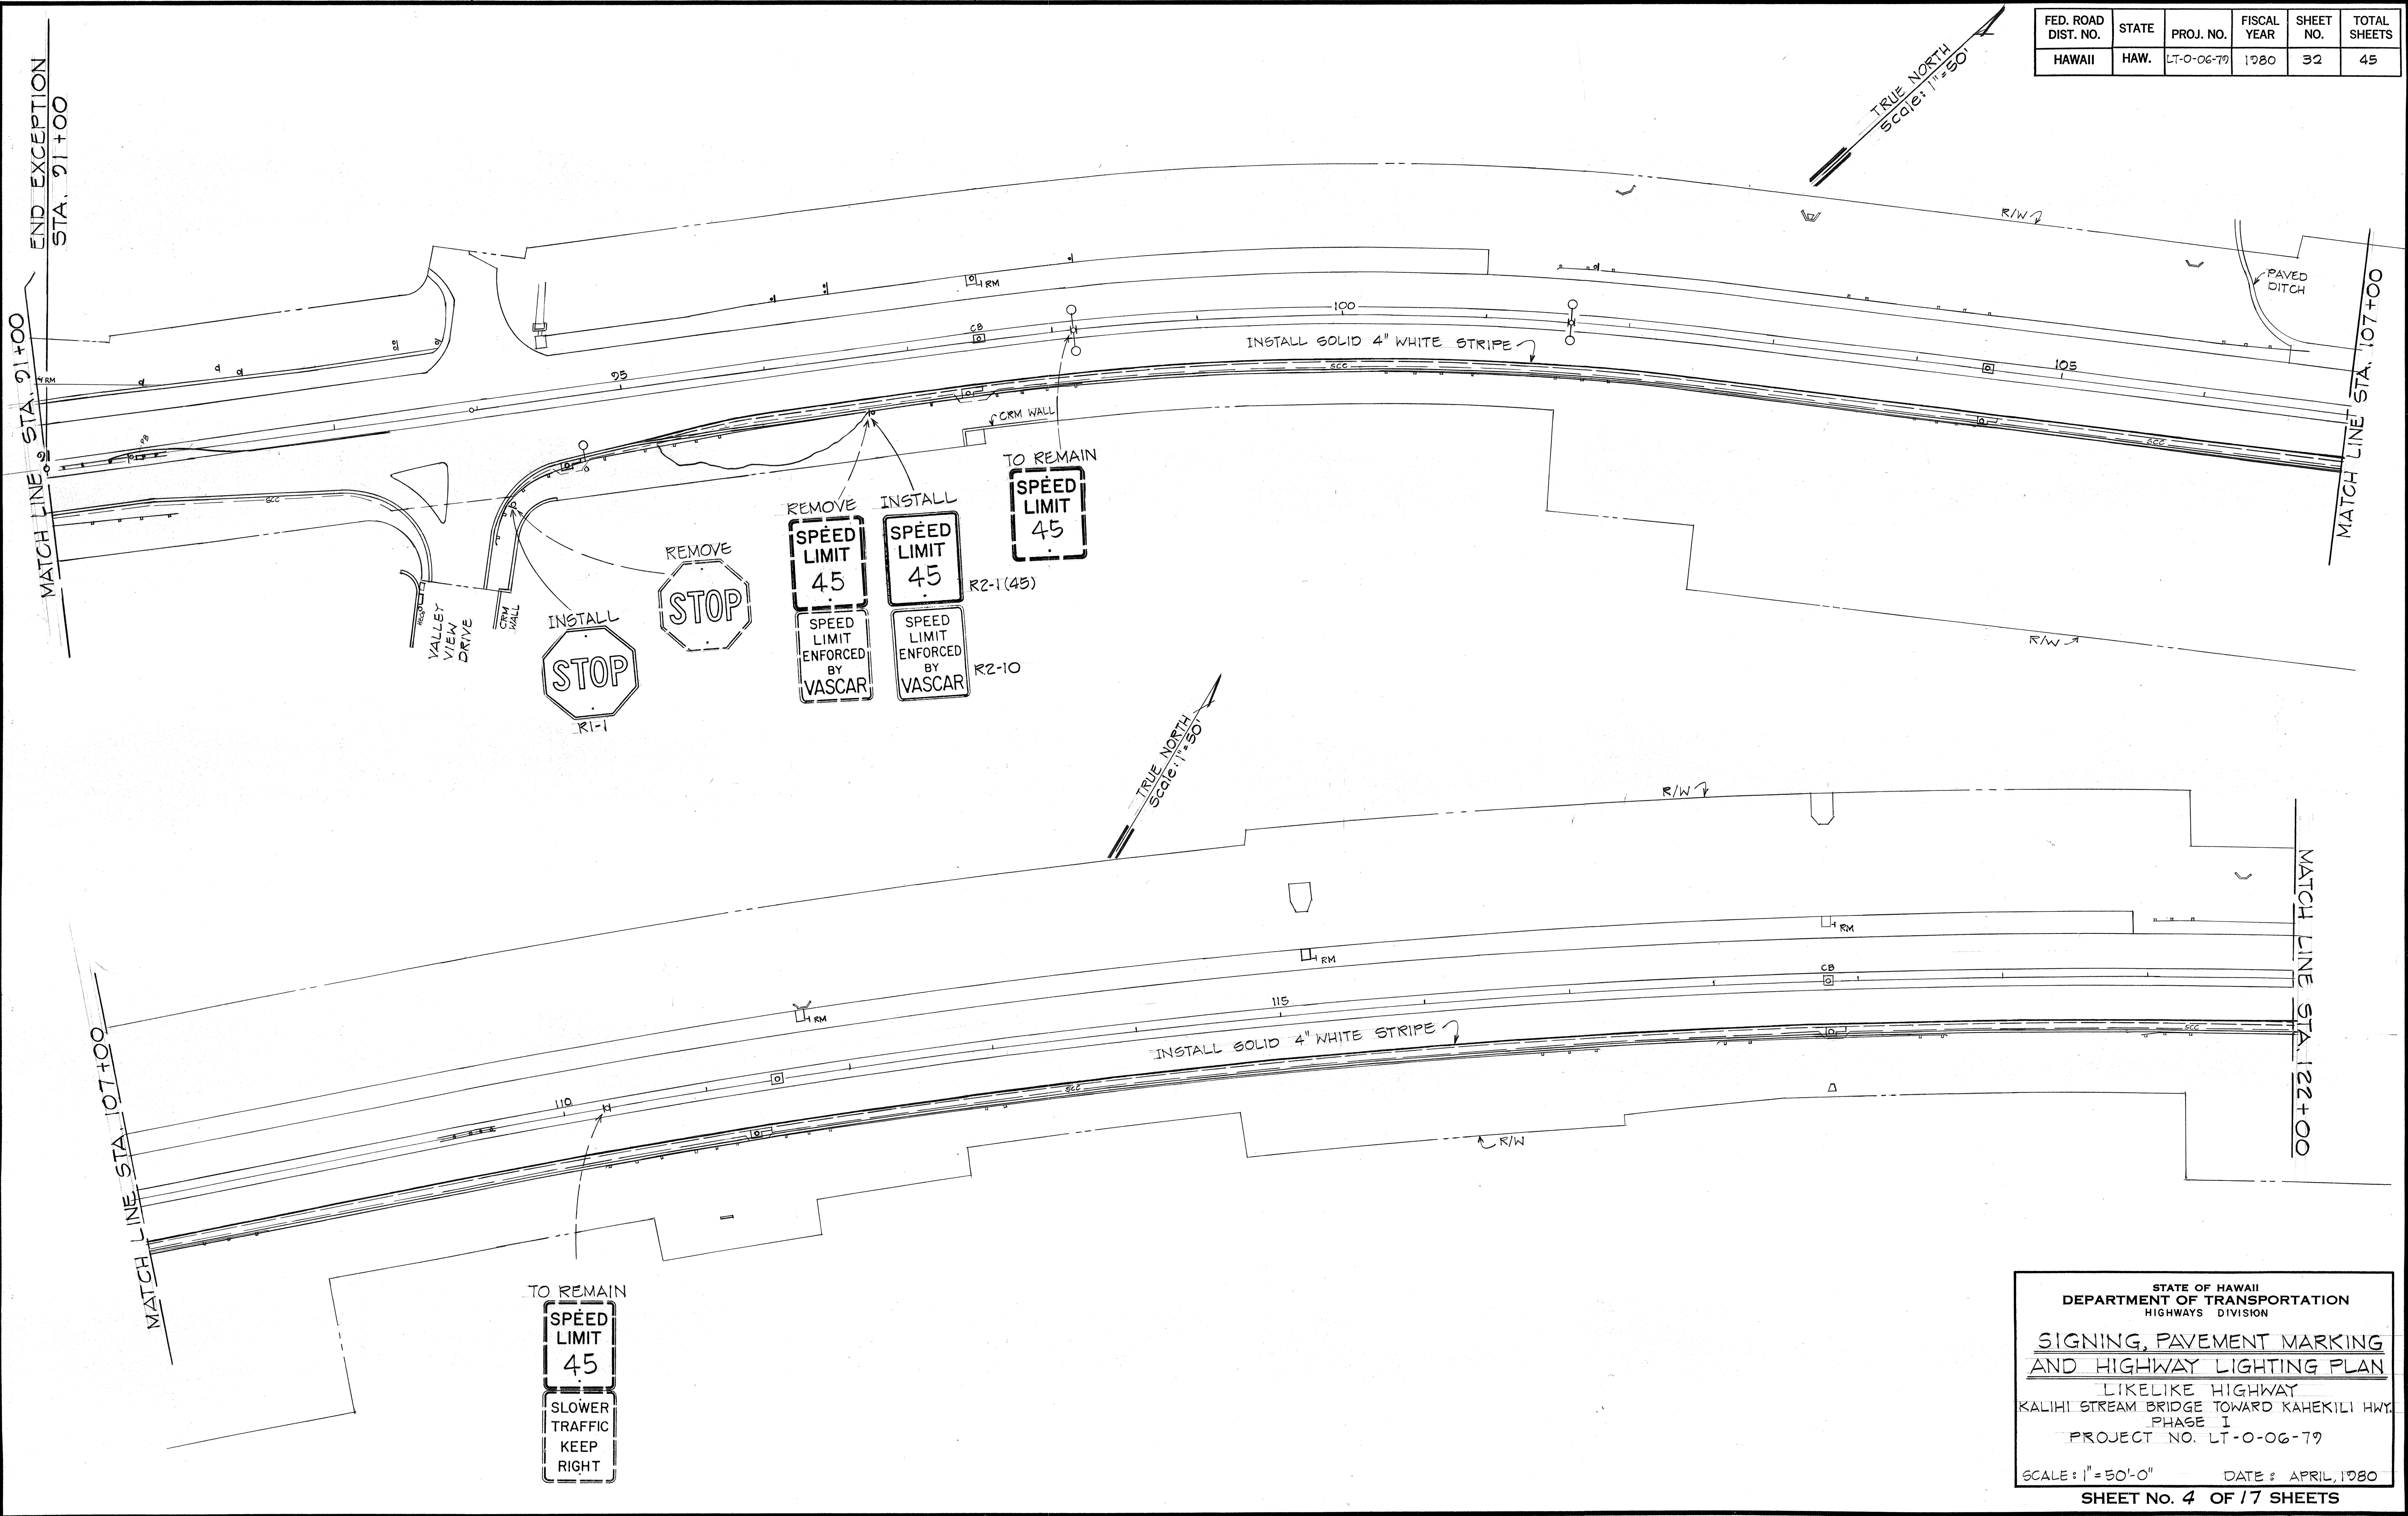 FED. ROAD DIST. NO.
STATE
PROJ. NO.
FISCAL YEAR
SHEET NO.
TOTAL SHEETS
HAWAII
HAW.
LT-0-06-79
1980
32
45
TRUE NORTH
Scale: 1" = 50'
END EXCEPTION
STA. 91+00
MATCH LINE STA. 91+00
R/W
PAVED
DITCH
MATCH LINE STA. 107+00
RM
100
CB
INSTALL SOLID 4" WHITE STRIPE
SCC
105
SCC
RM
95
PB
SCC
CRM WALL
TO REMAIN
SPEED
LIMIT
45
REMOVE
SPEED
LIMIT
45
SPEED
LIMIT
ENFORCED
BY
VASCAR
INSTALL
SPEED
LIMIT
45
R2-1 (45)
SPEED
LIMIT
ENFORCED
BY
VASCAR
R2-10
REMOVE
STOP
INSTALL
STOP
R1-1
VALLEY
VIEW
DRIVE
CRM
WALL
R/W
TRUE NORTH
Scale: 1" = 50'
R/W
MATCH LINE STA. 107+00
MATCH LINE STA. 122+00
RM
RM
RM
CB
115
INSTALL SOLID 4" WHITE STRIPE
SCC
SCC
110
R/W
TO REMAIN
SPEED
LIMIT
45
SLOWER
TRAFFIC
KEEP
RIGHT
STATE OF HAWAII
DEPARTMENT OF TRANSPORTATION
HIGHWAYS DIVISION
SIGNING, PAVEMENT MARKING
AND HIGHWAY LIGHTING PLAN
LIKELIKE HIGHWAY
KALIHI STREAM BRIDGE TOWARD KAHEKILI HWY.
PHASE I
PROJECT NO. LT-0-06-79
SCALE: 1" = 50'-0" DATE: APRIL, 1980
SHEET No. 4 OF 17 SHEETS